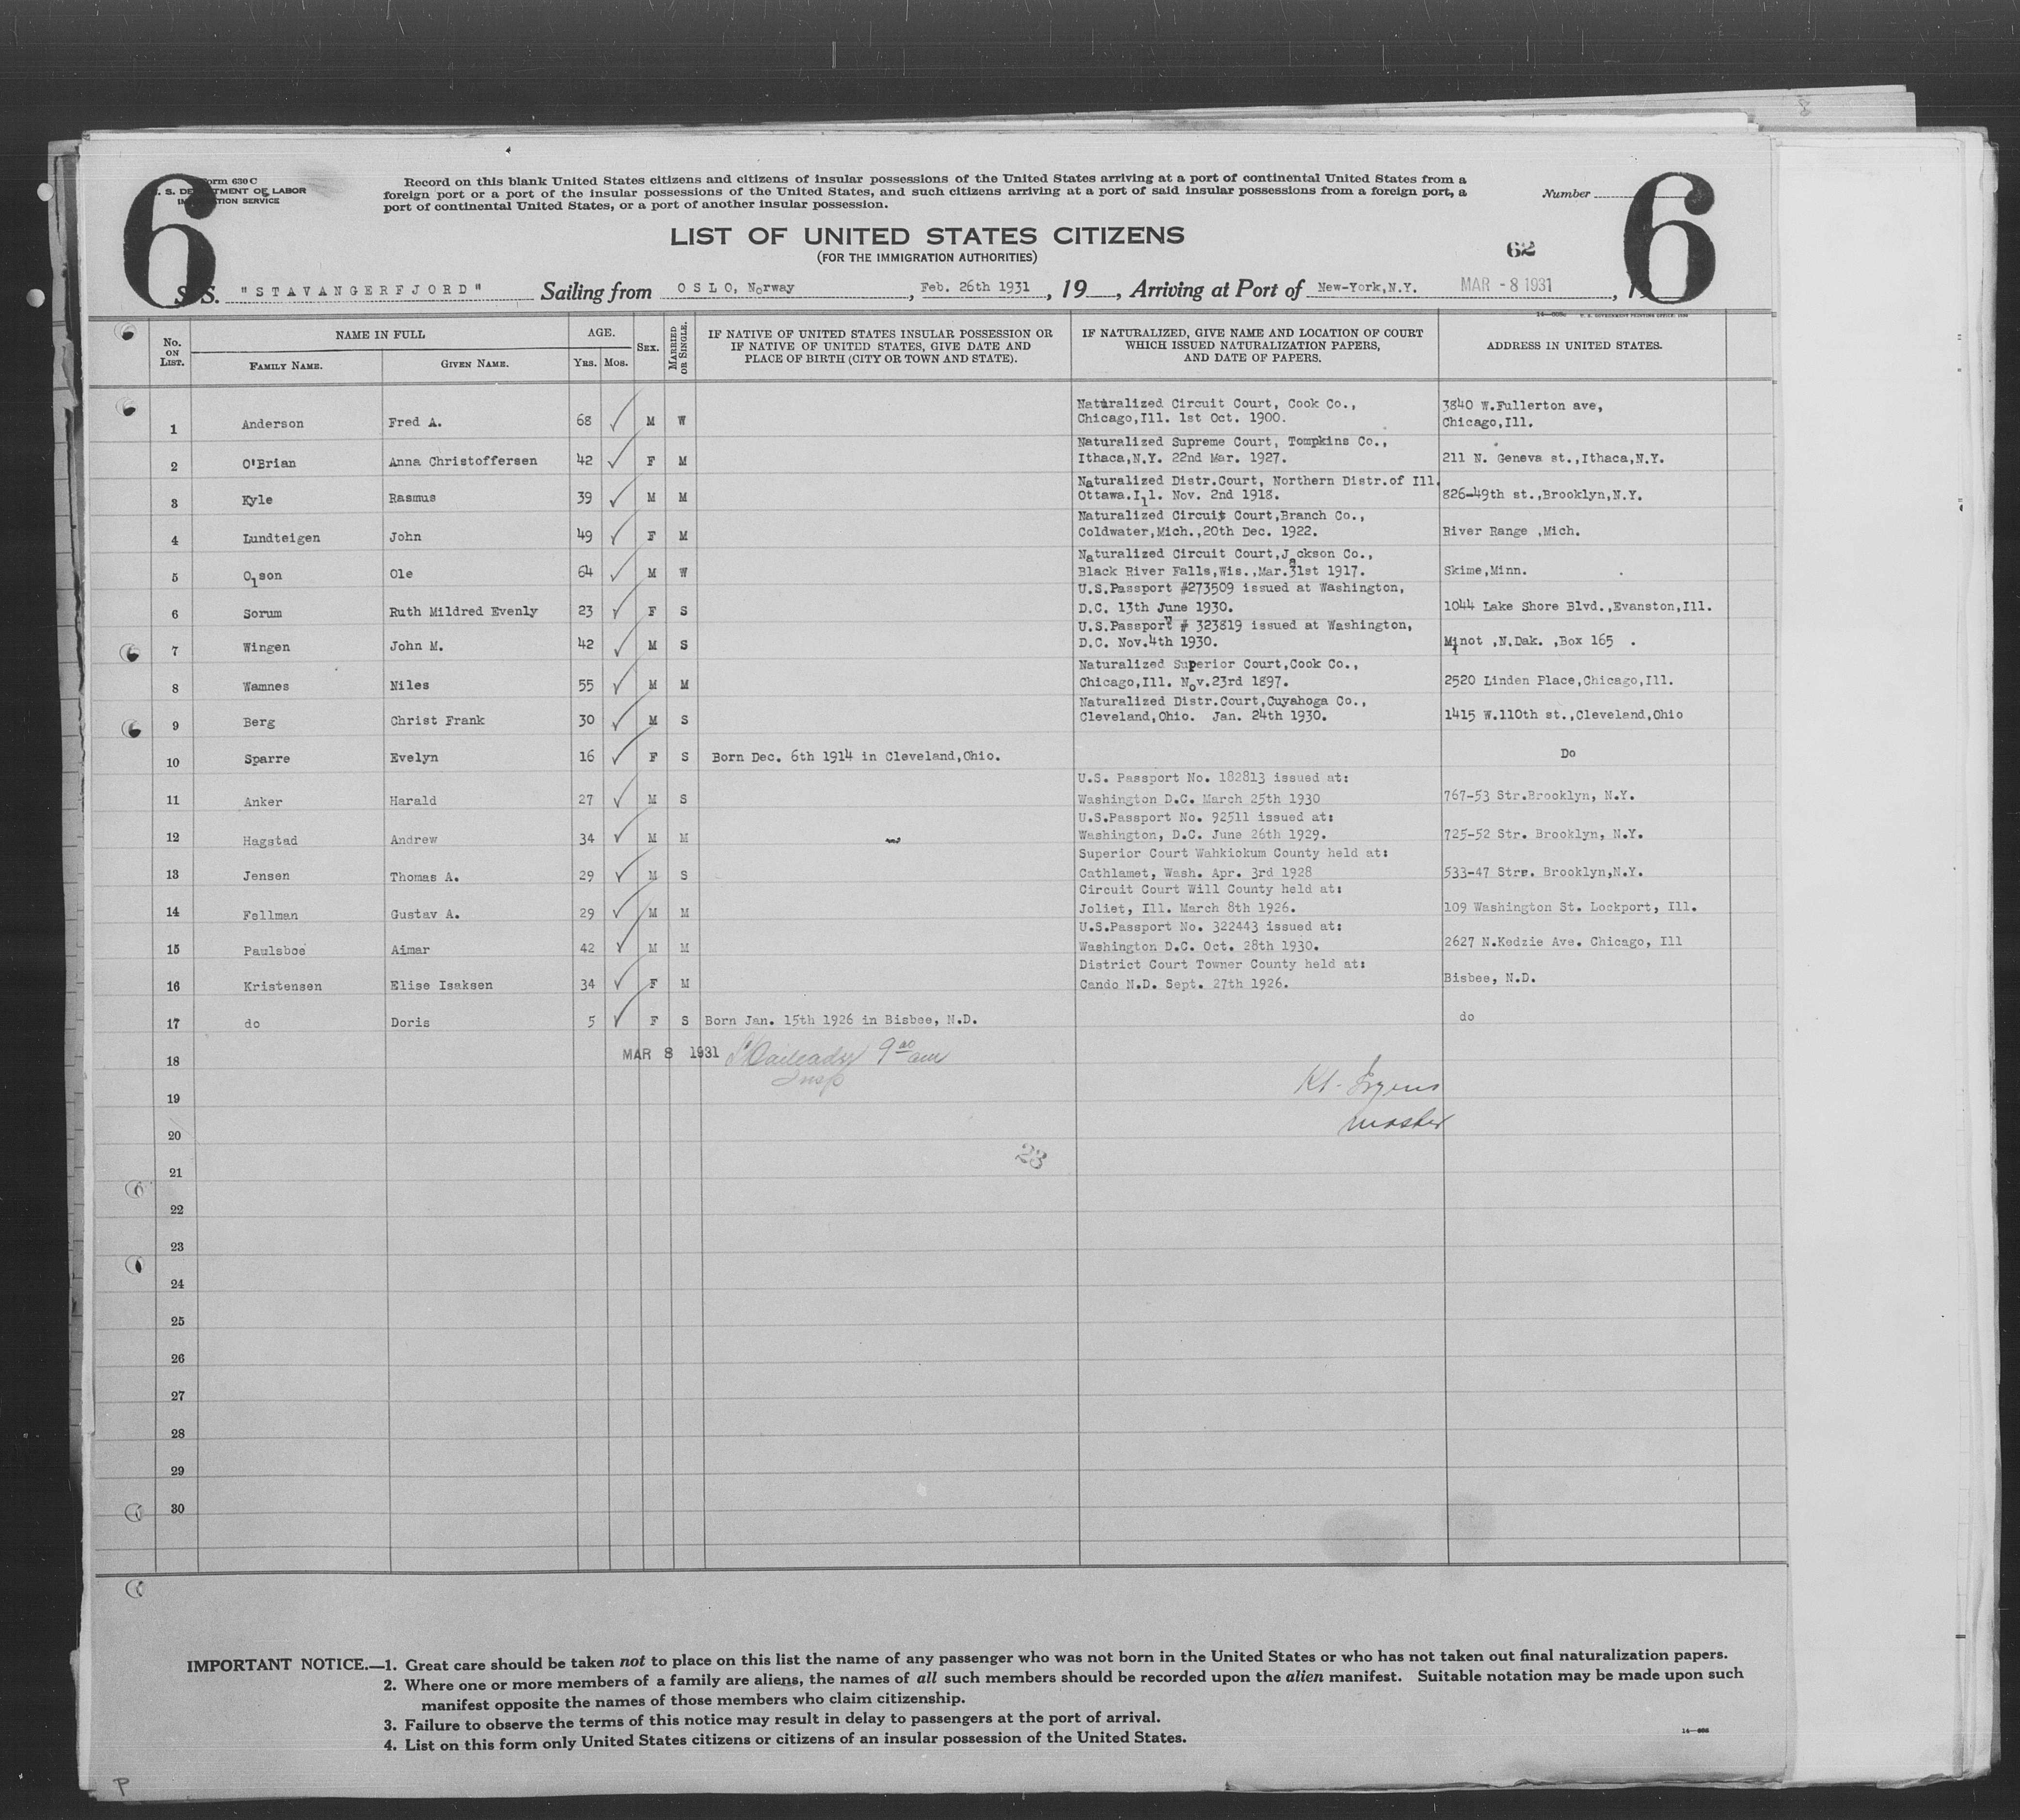 6
Form 630 C
U. S. DEPARTMENT OF LABOR
IMMIGRATION SERVICE
Record on this blank United States citizens and citizens of insular possessions of the United States arriving at a port of continental United States from a
foreign port or a port of the insular possessions of the United States, and such citizens arriving at a port of said insular possessions from a foreign port, a
port of continental United States, or a port of another insular possession.
Number
6
LIST OF UNITED STATES CITIZENS
(FOR THE IMMIGRATION AUTHORITIES)
62
S.S. "STAVANGERFJORD" Sailing from OSLO, Norway, Feb. 26th 1931, 19__, Arriving at Port of New-York, N.Y. MAR -8 1931, 1
No. ON LIST. NAME IN FULL FAMILY NAME. GIVEN NAME. AGE. YRS. MOS. SEX. MARRIED OR SINGLE.
IF NATIVE OF UNITED STATES INSULAR POSSESSION OR
IF NATIVE OF UNITED STATES, GIVE DATE AND
PLACE OF BIRTH (CITY OR TOWN AND STATE).
IF NATURALIZED, GIVE NAME AND LOCATION OF COURT
WHICH ISSUED NATURALIZATION PAPERS,
AND DATE OF PAPERS.
ADDRESS IN UNITED STATES.
Naturalized Circuit Court, Cook Co., 3840 W.Fullerton ave,
1 Anderson Fred A. 68 M W Chicago,Ill. 1st Oct. 1900. Chicago,Ill.
Naturalized Supreme Court, Tompkins Co.,
2 O'Brian Anna Christoffersen 42 F M Ithaca,N.Y. 22nd Mar. 1927. 211 N. Geneva st.,Ithaca,N.Y.
Naturalized Distr.Court, Northern Distr.of Ill.
3 Kyle Rasmus 39 M M Ottawa.Ill. Nov. 2nd 1918. 826-49th st.,Brooklyn,N.Y.
Naturalized Circuit Court,Branch Co.,
4 Lundteigen John 49 F M Coldwater,Mich.,20th Dec. 1922. River Range ,Mich.
Naturalized Circuit Court,Jackson Co.,
5 Olson Ole 64 M W Black River Falls,Wis.,Mar.31st 1917. Skime,Minn.
U.S.Passport #273509 issued at Washington,
6 Sorum Ruth Mildred Evenly 23 F S D.C. 13th June 1930. 1044 Lake Shore Blvd.,Evanston,Ill.
U.S.Passport # 323819 issued at Washington,
7 Wingen John M. 42 M S D.C. Nov.4th 1930. Minot ,N.Dak. ,Box 165 .
Naturalized Superior Court,Cook Co.,
8 Wamnes Niles 55 M M Chicago,Ill. Nov.23rd 1897. 2520 Linden Place,Chicago,Ill.
Naturalized Distr.Court,Cuyahoga Co.,
9 Berg Christ Frank 30 M S Cleveland,Ohio. Jan. 24th 1930. 1415 W.110th st.,Cleveland,Ohio
10 Sparre Evelyn 16 F S Born Dec. 6th 1914 in Cleveland,Ohio. Do
U.S. Passport No. 182813 issued at:
11 Anker Harald 27 M S Washington D.C. March 25th 1930 767-53 Str.Brooklyn, N.Y.
U.S.Passport No. 92511 issued at:
12 Hagstad Andrew 34 M M Washington, D.C. June 26th 1929. 725-52 Str. Brooklyn, N.Y.
Superior Court Wahkiokum County held at:
13 Jensen Thomas A. 29 M S Cathlamet, Wash. Apr. 3rd 1928 533-47 Stre. Brooklyn,N.Y.
Circuit Court Will County held at:
14 Fellman Gustav A. 29 M M Joliet, Ill. March 8th 1926. 109 Washington St. Lockport, Ill.
U.S.Passport No. 322443 issued at:
15 Paulsboe Aimar 42 M M Washington D.C. Oct. 28th 1930. 2627 N.Kedzie Ave. Chicago, Ill
District Court Towner County held at:
16 Kristensen Elise Isaksen 34 F M Cando N.D. Sept. 27th 1926. Bisbee, N.D.
17 do Doris 5 F S Born Jan. 15th 1926 in Bisbee, N.D. do
18 MAR 8 1931 9 00 am
Insp
19
master
20
23
21
22
23
24
25
26
27
28
29
30
IMPORTANT NOTICE.—1. Great care should be taken not to place on this list the name of any passenger who was not born in the United States or who has not taken out final naturalization papers.
2. Where one or more members of a family are aliens, the names of all such members should be recorded upon the alien manifest. Suitable notation may be made upon such
manifest opposite the names of those members who claim citizenship.
3. Failure to observe the terms of this notice may result in delay to passengers at the port of arrival.
4. List on this form only United States citizens or citizens of an insular possession of the United States.
P